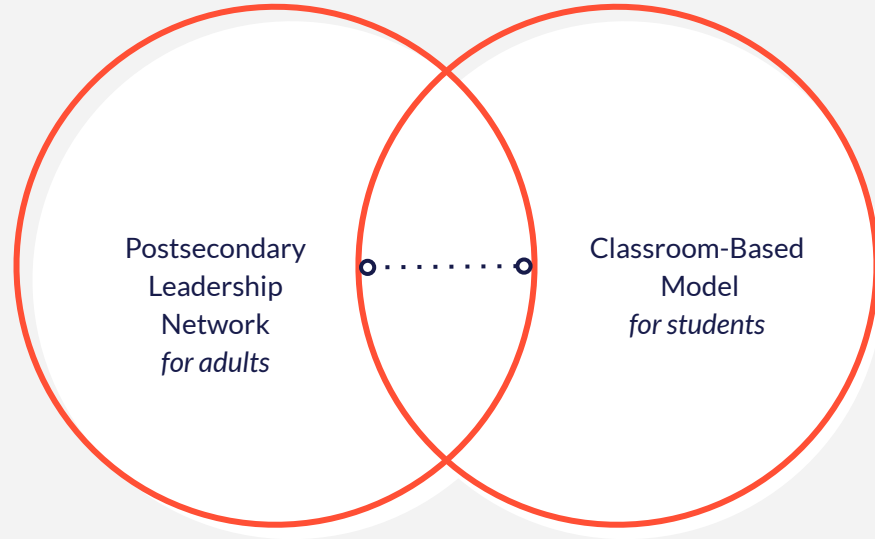 Postsecondary
Leadership
Network
for adults
Classroom-Based
Model
for students